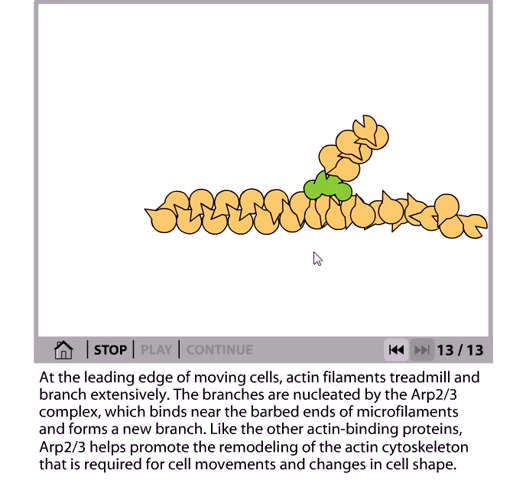 STOP PLAY CONTINUE 13 / 13
At the leading edge of moving cells, actin filaments treadmill and
branch extensively. The branches are nucleated by the Arp2/3
complex, which binds near the barbed ends of microfilaments
and forms a new branch. Like the other actin-binding proteins,
Arp2/3 helps promote the remodeling of the actin cytoskeleton
that is required for cell movements and changes in cell shape.